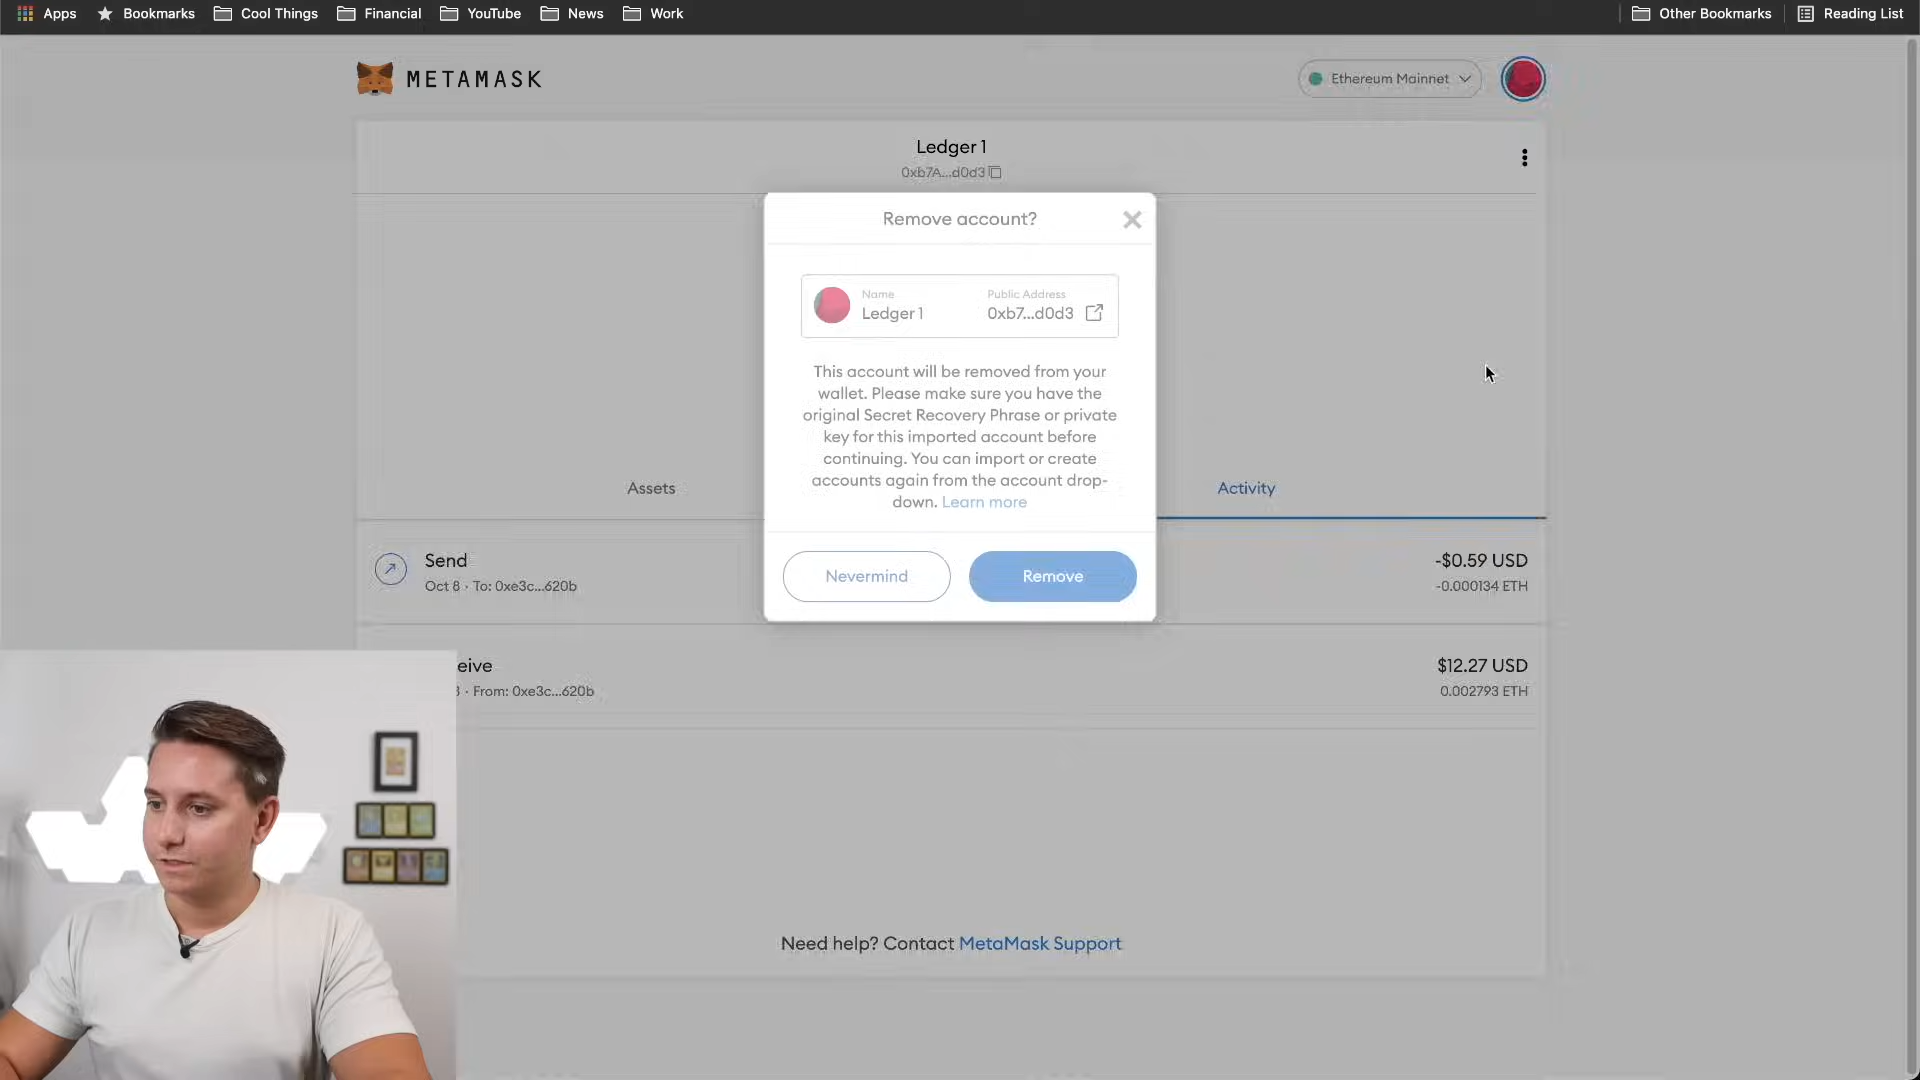 Apps
Bookmarks
Cool Things
Financial
YouTube
News
Work
Other Bookmarks
Reading List
METAMASK
Ethereum Mainnet
Ledger 1
0xb7A...d0d3
Remove account?
Name
Public Address
Ledger 1
0xb7...d0d3
This account will be removed from your
wallet. Please make sure you have the
original Secret Recovery Phrase or private
key for this imported account before
continuing. You can import or create
accounts again from the account drop-
down. Learn more
Nevermind
Remove
Assets
Activity
Send
Oct 8 · To: 0xe3c...620b
-$0.59 USD
-0.000134 ETH
eive
· From: 0xe3c...620b
$12.27 USD
0.002793 ETH
Need help? Contact MetaMask Support